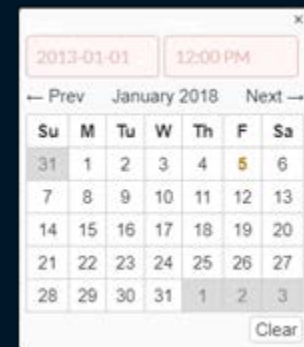 ×
2013-01-01 12:00 PM
← Prev January 2018 Next →
Su M Tu W Th F Sa
31 1 2 3 4 5 6
7 8 9 10 11 12 13
14 15 16 17 18 19 20
21 22 23 24 25 26 27
28 29 30 31 1 2 3
Clear